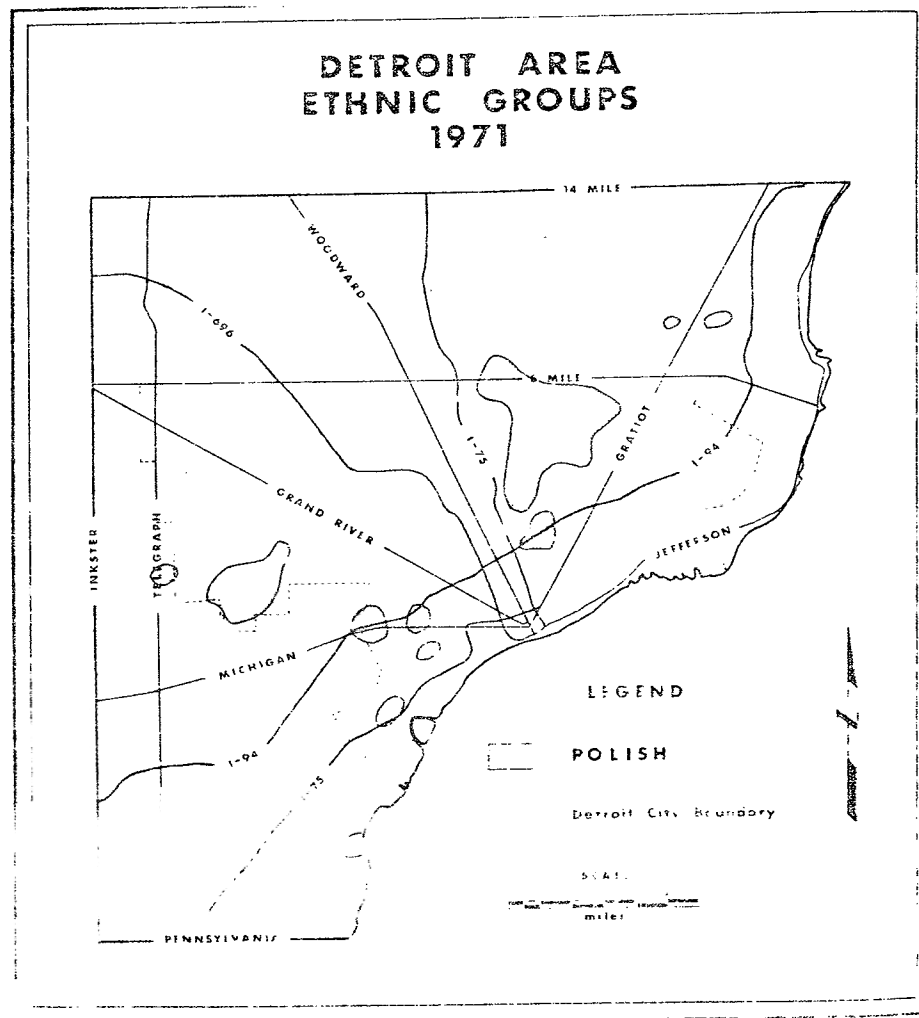 DETROIT AREA
ETHNIC GROUPS
1971
14 MILE
WOODWARD
I-696
MILE
I-75
GRATIOT
I-94
GRAND RIVER
JEFFERSON
INKSTER
TELEGRAPH
MICHIGAN
LEGEND
POLISH
I-94
I-75
Detroit City Boundary
miles